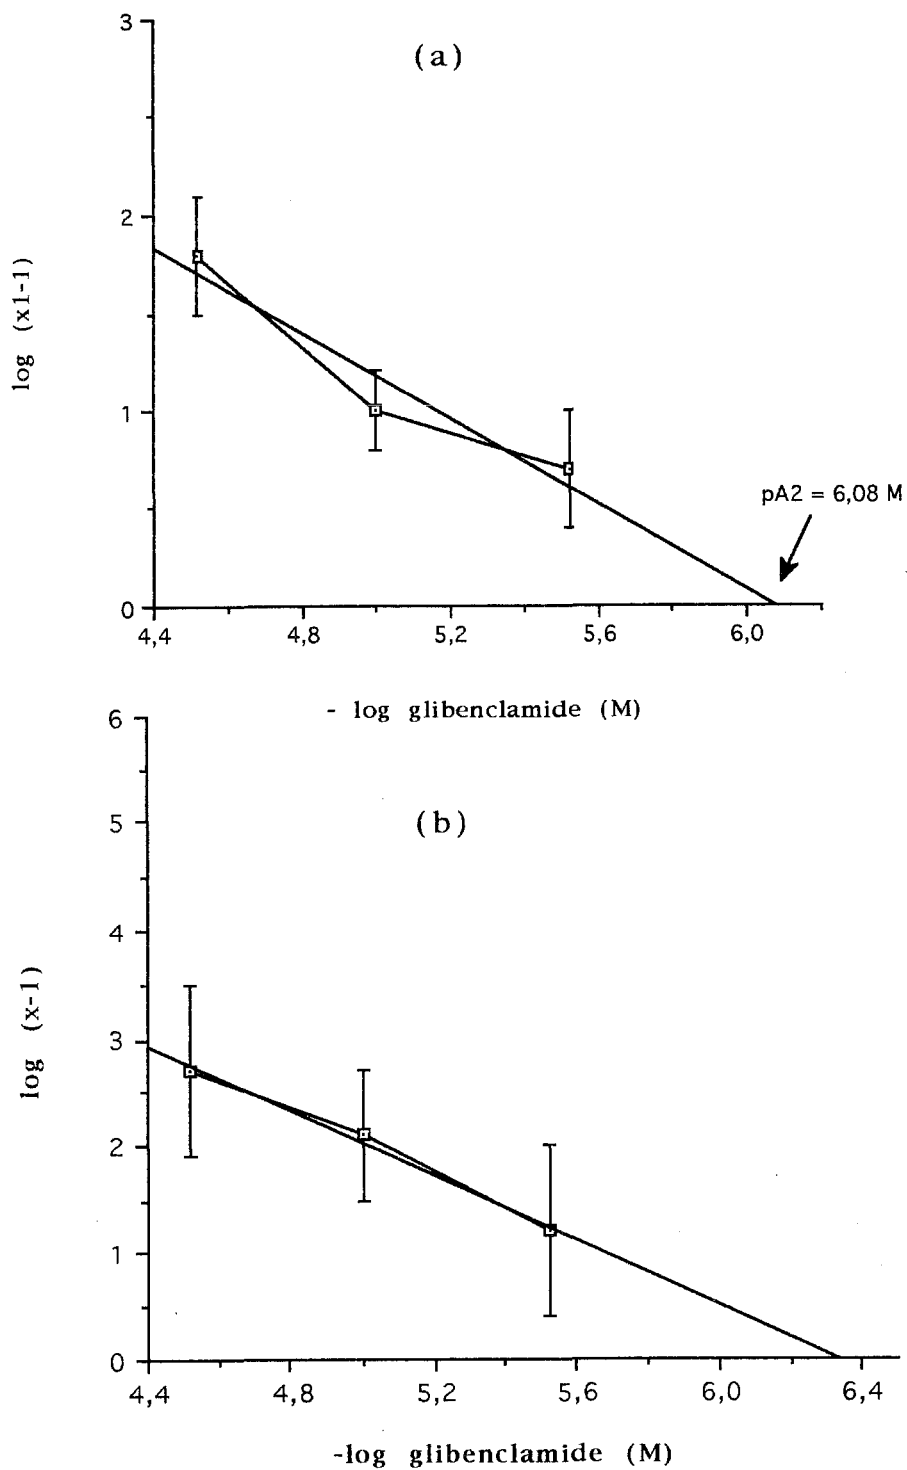 (a)
3
2
1
0
log (x1-1)
pA2 = 6,08 M
4,4 4,8 5,2 5,6 6,0
- log glibenclamide (M)
(b)
6
5
4
3
2
1
0
log (x-1)
4,4 4,8 5,2 5,6 6,0 6,4
-log glibenclamide (M)